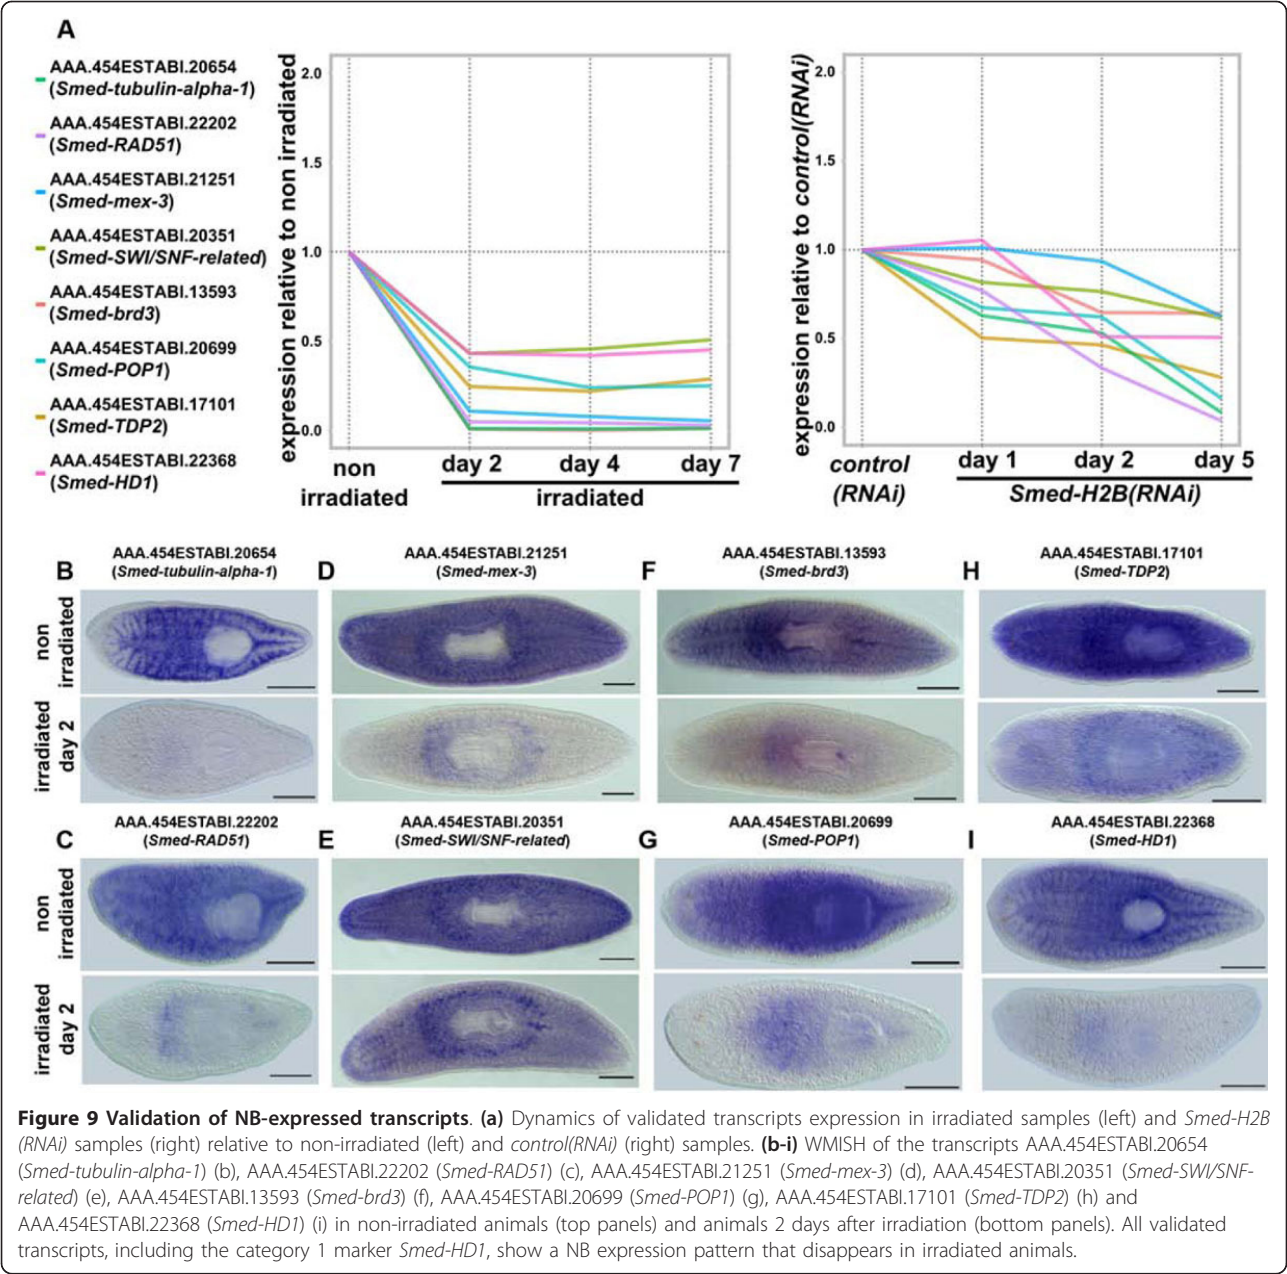 A
AAA.454ESTABI.20654
(Smed-tubulin-alpha-1)
AAA.454ESTABI.22202
(Smed-RAD51)
AAA.454ESTABI.21251
(Smed-mex-3)
AAA.454ESTABI.20351
(Smed-SWI/SNF-related)
AAA.454ESTABI.13593
(Smed-brd3)
AAA.454ESTABI.20699
(Smed-POP1)
AAA.454ESTABI.17101
(Smed-TDP2)
AAA.454ESTABI.22368
(Smed-HD1)
expression relative to non irradiated
2.0
1.5
1.0
0.5
0.0
non
irradiated
day 2 day 4 day 7
irradiated
expression relative to control(RNAi)
2.0
1.5
1.0
0.5
0.0
control
(RNAi)
day 1 day 2 day 5
Smed-H2B(RNAi)
B
AAA.454ESTABI.20654
(Smed-tubulin-alpha-1)
D
AAA.454ESTABI.21251
(Smed-mex-3)
F
AAA.454ESTABI.13593
(Smed-brd3)
H
AAA.454ESTABI.17101
(Smed-TDP2)
non
irradiated
irradiated
day 2
C
AAA.454ESTABI.22202
(Smed-RAD51)
E
AAA.454ESTABI.20351
(Smed-SWI/SNF-related)
G
AAA.454ESTABI.20699
(Smed-POP1)
I
AAA.454ESTABI.22368
(Smed-HD1)
non
irradiated
irradiated
day 2
Figure 9 Validation of NB-expressed transcripts. (a) Dynamics of validated transcripts expression in irradiated samples (left) and Smed-H2B
(RNAi) samples (right) relative to non-irradiated (left) and control(RNAi) (right) samples. (b-i) WMISH of the transcripts AAA.454ESTABI.20654
(Smed-tubulin-alpha-1) (b), AAA.454ESTABI.22202 (Smed-RAD51) (c), AAA.454ESTABI.21251 (Smed-mex-3) (d), AAA.454ESTABI.20351 (Smed-SWI/SNF-
related) (e), AAA.454ESTABI.13593 (Smed-brd3) (f), AAA.454ESTABI.20699 (Smed-POP1) (g), AAA.454ESTABI.17101 (Smed-TDP2) (h) and
AAA.454ESTABI.22368 (Smed-HD1) (i) in non-irradiated animals (top panels) and animals 2 days after irradiation (bottom panels). All validated
transcripts, including the category 1 marker Smed-HD1, show a NB expression pattern that disappears in irradiated animals.